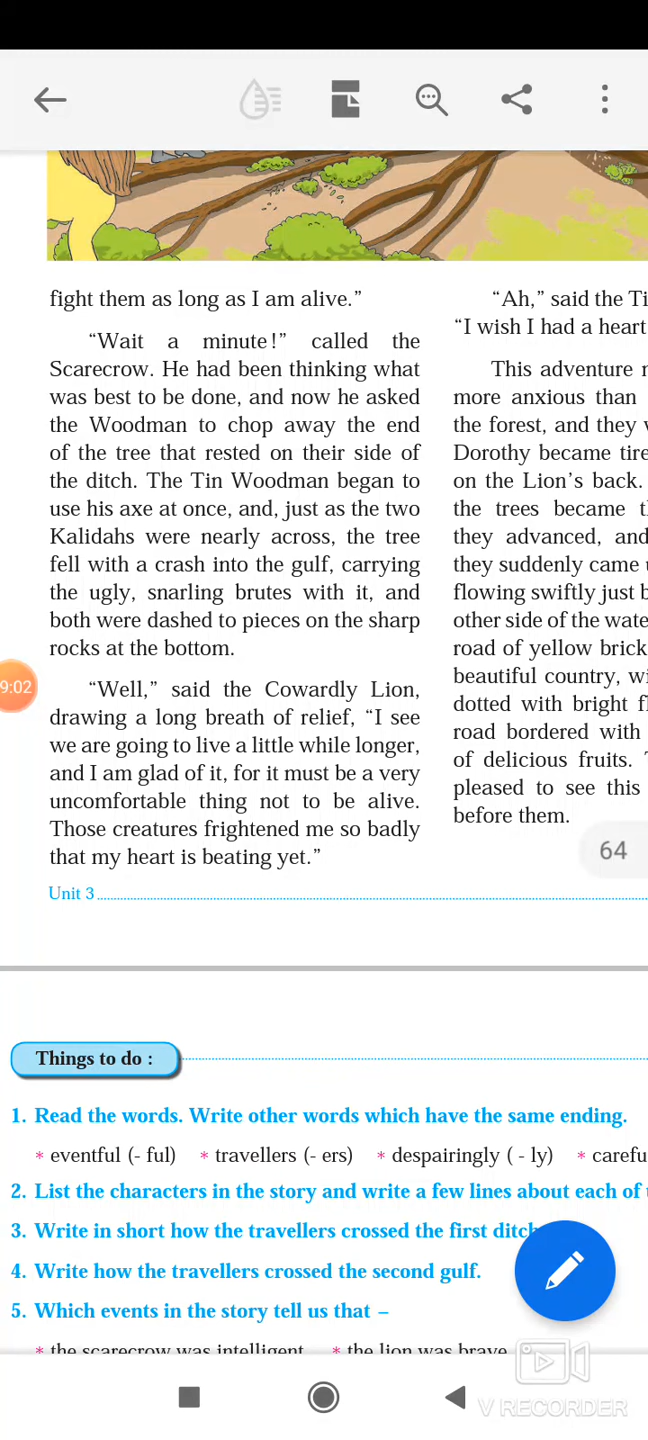 fight them as long as I am alive.”
“Wait a minute!” called the
Scarecrow. He had been thinking what
was best to be done, and now he asked
the Woodman to chop away the end
of the tree that rested on their side of
the ditch. The Tin Woodman began to
use his axe at once, and, just as the two
Kalidahs were nearly across, the tree
fell with a crash into the gulf, carrying
the ugly, snarling brutes with it, and
both were dashed to pieces on the sharp
rocks at the bottom.
“Well,” said the Cowardly Lion,
drawing a long breath of relief, “I see
we are going to live a little while longer,
and I am glad of it, for it must be a very
uncomfortable thing not to be alive.
Those creatures frightened me so badly
that my heart is beating yet.”
“Ah,” said the Ti
“I wish I had a heart
This adventure
more anxious than
the forest, and they
Dorothy became tire
on the Lion’s back.
the trees became t
they advanced, and
they suddenly came
flowing swiftly just b
other side of the wate
road of yellow brick
beautiful country, wi
dotted with bright fl
road bordered with
of delicious fruits.
pleased to see this
before them.
9:02
64
Unit 3
Things to do :
1. Read the words. Write other words which have the same ending.
* eventful (- ful) * travellers (- ers) * despairingly ( - ly) * carefu
2. List the characters in the story and write a few lines about each of
3. Write in short how the travellers crossed the first ditch
4. Write how the travellers crossed the second gulf.
5. Which events in the story tell us that –
* the scarecrow was intelligent * the lion was brave
V RECORDER